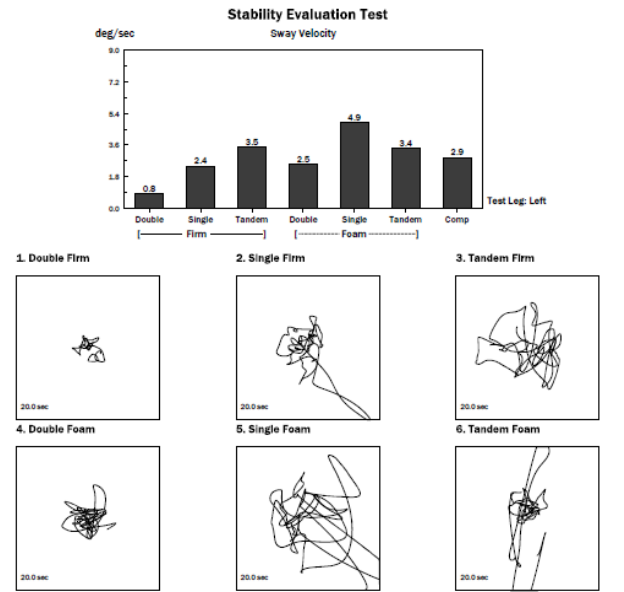 Stability Evaluation Test
deg/sec Sway Velocity
9.0
7.2
5.4
3.6
1.8
0.0
0.8 2.4 3.5 2.5 4.9 3.4 2.9
Double Single Tandem Double Single Tandem Comp
[ Firm ] [ Foam ]
Test Leg: Left
1. Double Firm 2. Single Firm 3. Tandem Firm
20.0 sec 20.0 sec 20.0 sec
4. Double Foam 5. Single Foam 6. Tandem Foam
20.0 sec 20.0 sec 20.0 sec